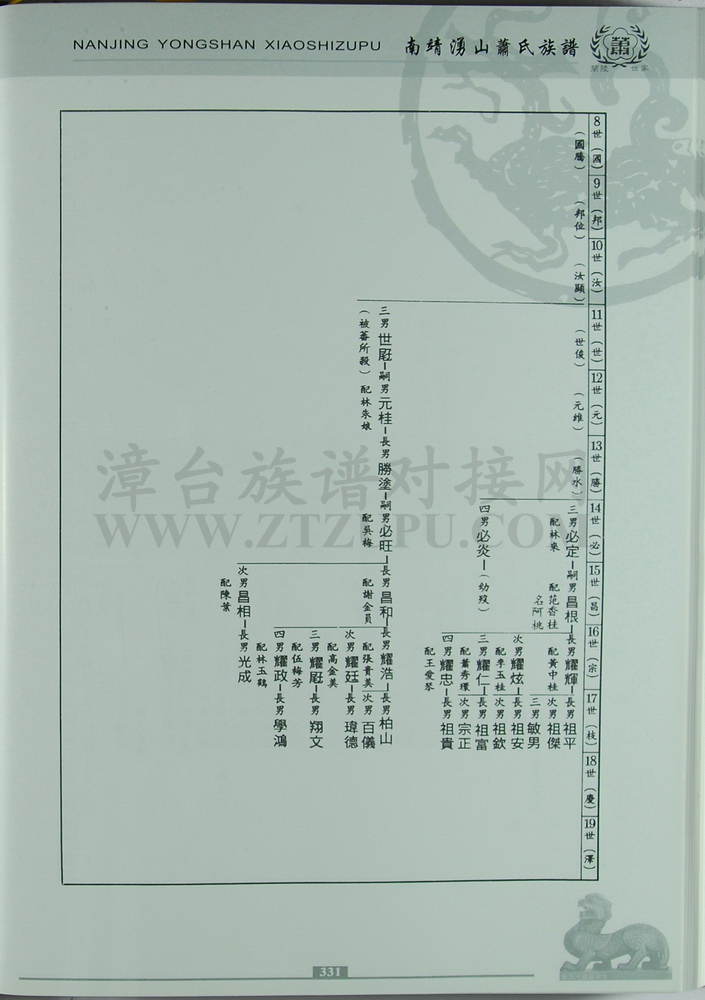 NANJING YONGSHAN XIAOSHIZUPU
南靖湧山蕭氏族譜
蕭
蘭陵 世家
8世（國）
9世（邦）
10世（汝）
11世（世）
12世（元）
13世（勝）
14世（必）
15世（昌）
16世（宗）
17世（枝）
18世（慶）
19世（澤）
（國騰）
（邦位）
（汝顯）
（世俊）
（元維）
（勝水）
三男 必定-嗣男 昌根-長男 耀輝-長男 祖平
配林來
配范香桂
名阿桃
配黃中桂
次男 祖傑
三男 敏男
次男 耀炫-長男 祖安
配李玉桂
次男 祖欽
三男 耀仁-長男 祖富
配蕭秀環
次男 宗正
四男 耀忠-長男 祖貴
配王愛琴
四男 必炎-（幼歿）
三男 世-嗣男 元桂-長男 勝塗-嗣男 必旺-長男 昌和-長男 耀浩-長男 柏山
（被蕃所殺）
配林來娘
配吳梅
配謝金員
配張貴美
次男 百儀
次男 耀廷-長男 瑋德
配高金美
三男 耀-長男 翔文
配伍梅芳
四男 耀政-長男 學鴻
配林玉鶴
次男 昌相-長男 光成
配陳葉
漳台族谱对接网
WWW.ZTZUPU.COM
331